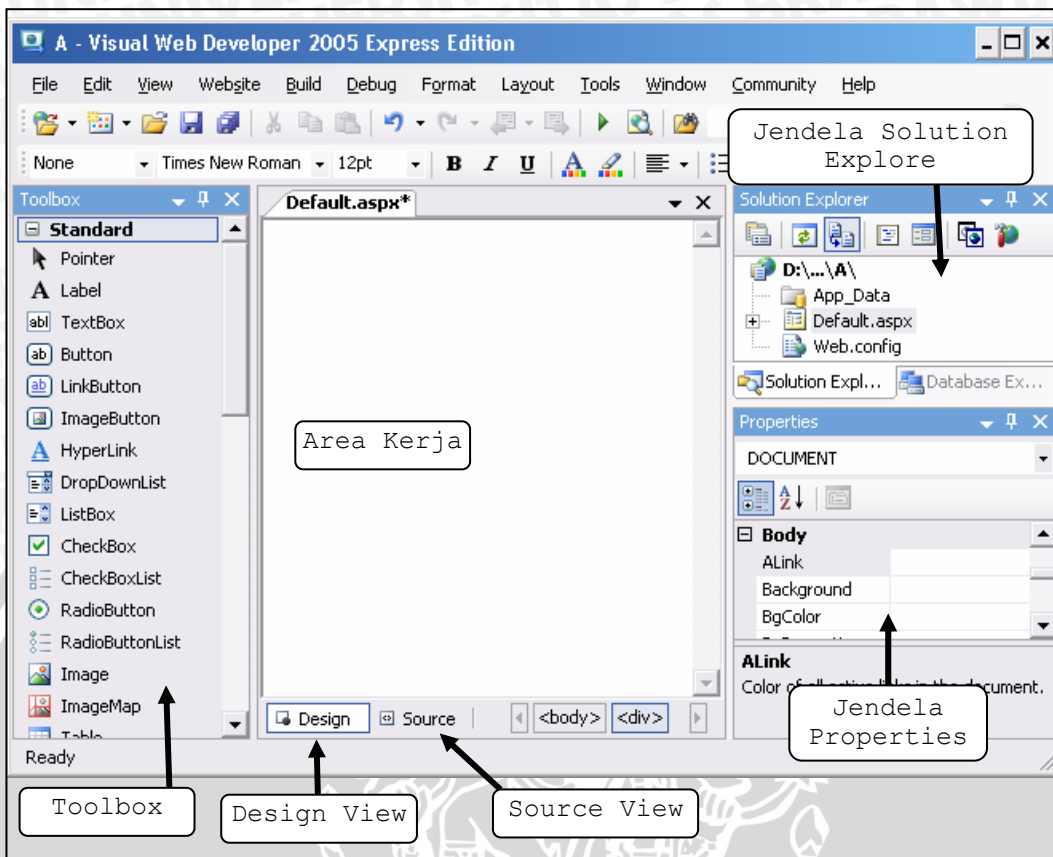 A - Visual Web Developer 2005 Express Edition
File Edit View Website Build Debug Format Layout Tools Window Community Help
None Times New Roman 12pt B I U A
Jendela Solution
Explore
Toolbox
Standard
Pointer
A Label
abl TextBox
ab Button
ab LinkButton
ImageButton
A HyperLink
DropDownList
ListBox
CheckBox
CheckBoxList
RadioButton
RadioButtonList
Image
ImageMap
Table
Default.aspx*
Area Kerja
Design Source <body> <div>
Solution Explorer
D:\...\A\
App_Data
Default.aspx
Web.config
Solution Expl... Database Ex...
Properties
DOCUMENT
A
Z
Body
ALink
Background
BgColor
ALink
Color of all active links in the document.
Jendela
Properties
Ready
Toolbox
Design View
Source View